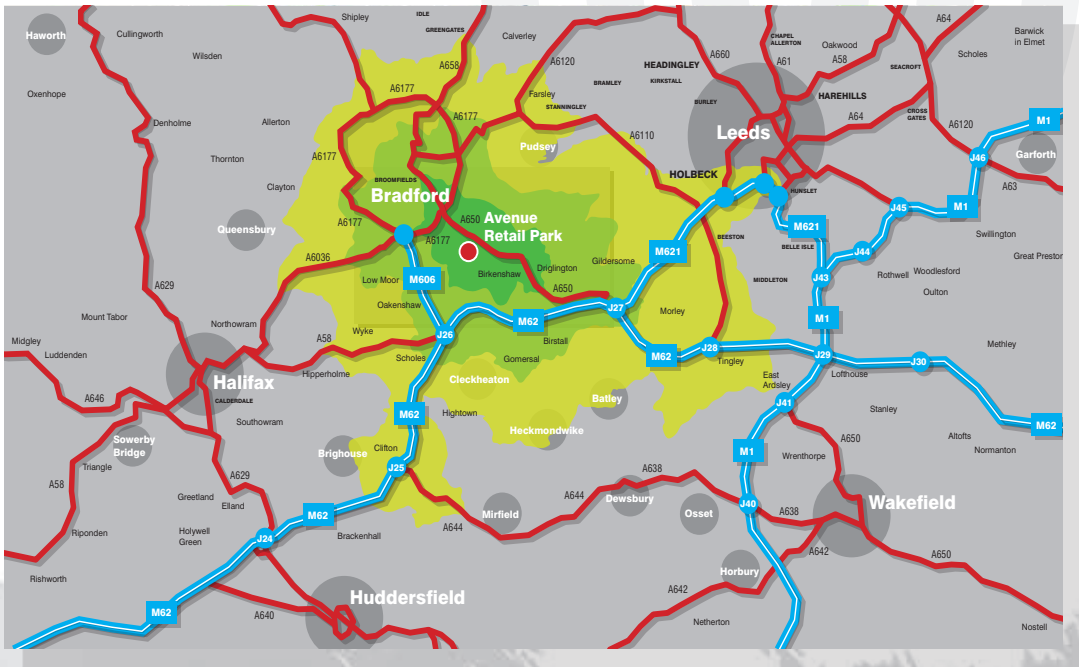 Haworth
Cullingworth
Shipley
IDLE
GREENGATES
Calverley
A6120
A660
HEADINGLEY
KIRKSTALL
CHAPEL
ALLERTON
A61
Oakwood
A58
A64
SEACROFT
Scholes
Barwick
in Elmet
Wilsden
A658
Oxenhope
A6177
Farsley
STANNINGLEY
BRAMLEY
BURLEY
HAREHILLS
A64
CROSS
GATES
A6120
M1
Denholme
Allerton
A6177
A6110
Leeds
J46
Garforth
Thornton
A6177
Pudsey
A63
Clayton
BROOMFIELDS
Bradford
HOLBECK
HUNSLET
J45
M1
Queensbury
A6177
A650
Avenue
Retail Park
A6177
BEESTON
M621
M621
BELLE ISLE
J44
Swillington
Great Preston
A6036
Low Moor
M606
Birkenshaw
Driglington
Gildersome
MIDDLETON
J43
Rothwell
Woodlesford
Oulton
A629
A650
Oakenshaw
J27
Mount Tabor
Northowram
Wyke
J26
M62
Morley
M1
Midgley
Luddenden
A58
Scholes
Birstall
Gomersal
M62
J28
Tingley
J29
J30
Methley
Halifax
Hipperholme
Cleckheaton
East
Ardsley
Lofthouse
A646
CALDERDALE
Southowram
M62
Hightown
Batley
J41
Stanley
M62
Sowerby
Bridge
Brighouse
Clifton
Heckmondwike
M1
A650
Wrenthorpe
Altofts
Normanton
Triangle
A58
A629
J25
A638
A644
Dewsbury
Greetland
Elland
M62
A644
Mirfield
Osset
J40
A638
Wakefield
Riponden
Holywell
Green
J24
Brackenhall
A642
A650
Rishworth
Horbury
Huddersfield
A642
M62
A640
Netherton
Nostell